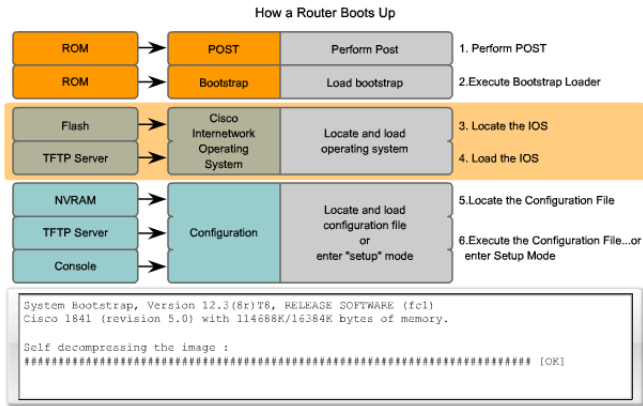 How a Router Boots Up
ROM
POST
Perform Post
1. Perform POST
ROM
Bootstrap
Load bootstrap
2.Execute Bootstrap Loader
Flash
TFTP Server
Cisco
Internetwork
Operating
System
Locate and load
operating system
3. Locate the IOS
4. Load the IOS
NVRAM
TFTP Server
Console
Configuration
Locate and load
configuration file
or
enter "setup" mode
5.Locate the Configuration File
6.Execute the Configuration File...or
enter Setup Mode
System Bootstrap, Version 12.3(8r)T8, RELEASE SOFTWARE (fc1)
Cisco 1841 (revision 5.0) with 114688K/16384K bytes of memory.
Self decompressing the image :
########################################################################## [OK]